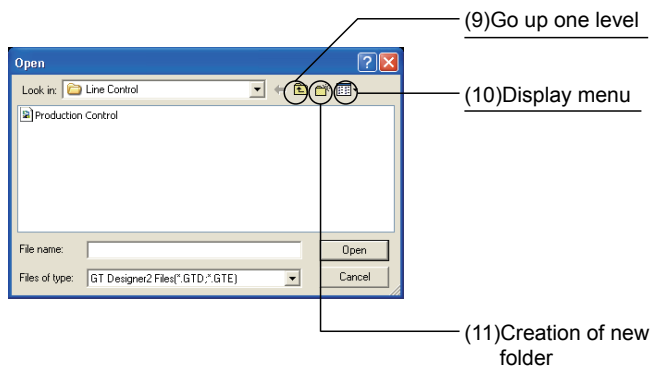 (9)Go up one level
Open
Look in: Line Control
(10)Display menu
Production Control
File name:
Open
Files of type: GT Designer2 Files(*.GTD;*.GTE)
Cancel
(11)Creation of new
folder